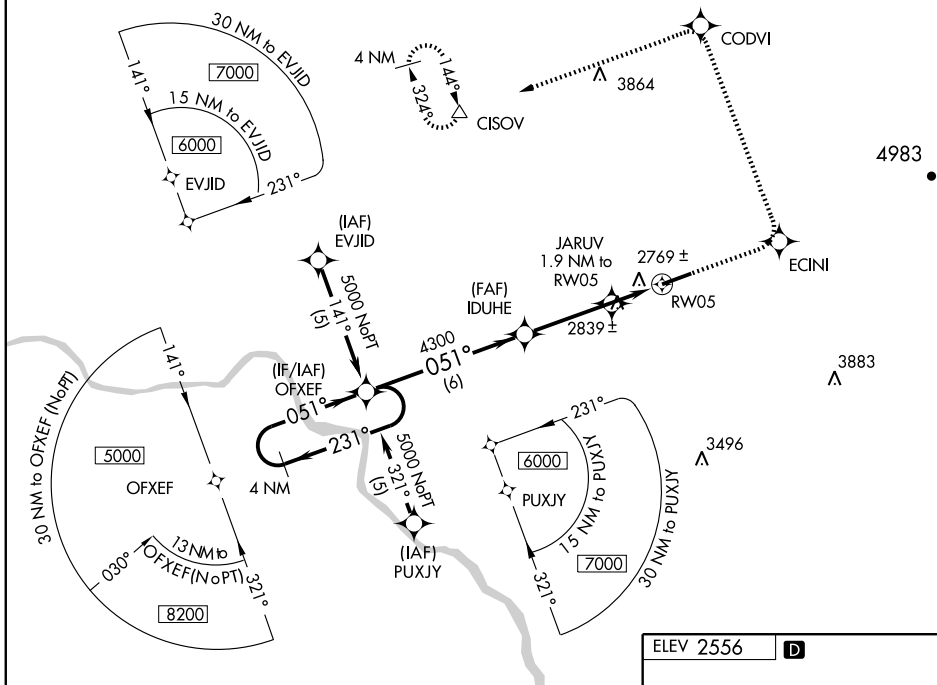 30 NM to EVJID
7000
141°
15 NM to EVJID
6000
EVJID
231°
4 NM
144°
324°
CISOV
CODVI
3864
4983
(IAF)
EVJID
5000 NoPT
141°
(5)
JARUV
1.9 NM to
RW05
2769 ±
ECINI
RW05
(FAF)
IDUHE
2839 ±
4300
051°
(6)
(IF/IAF)
OFXEF
051°
231°
4 NM
5000 NoPT
321°
(5)
(IAF)
PUXJY
3883
3496
141°
30 NM to OFXEF (NoPT)
5000
OFXEF
13 NM to
OFXEF(NoPT)
030°
321°
8200
231°
6000
PUXJY
15 NM to PUXJY
7000
30 NM to PUXJY
321°
ELEV 2556 D